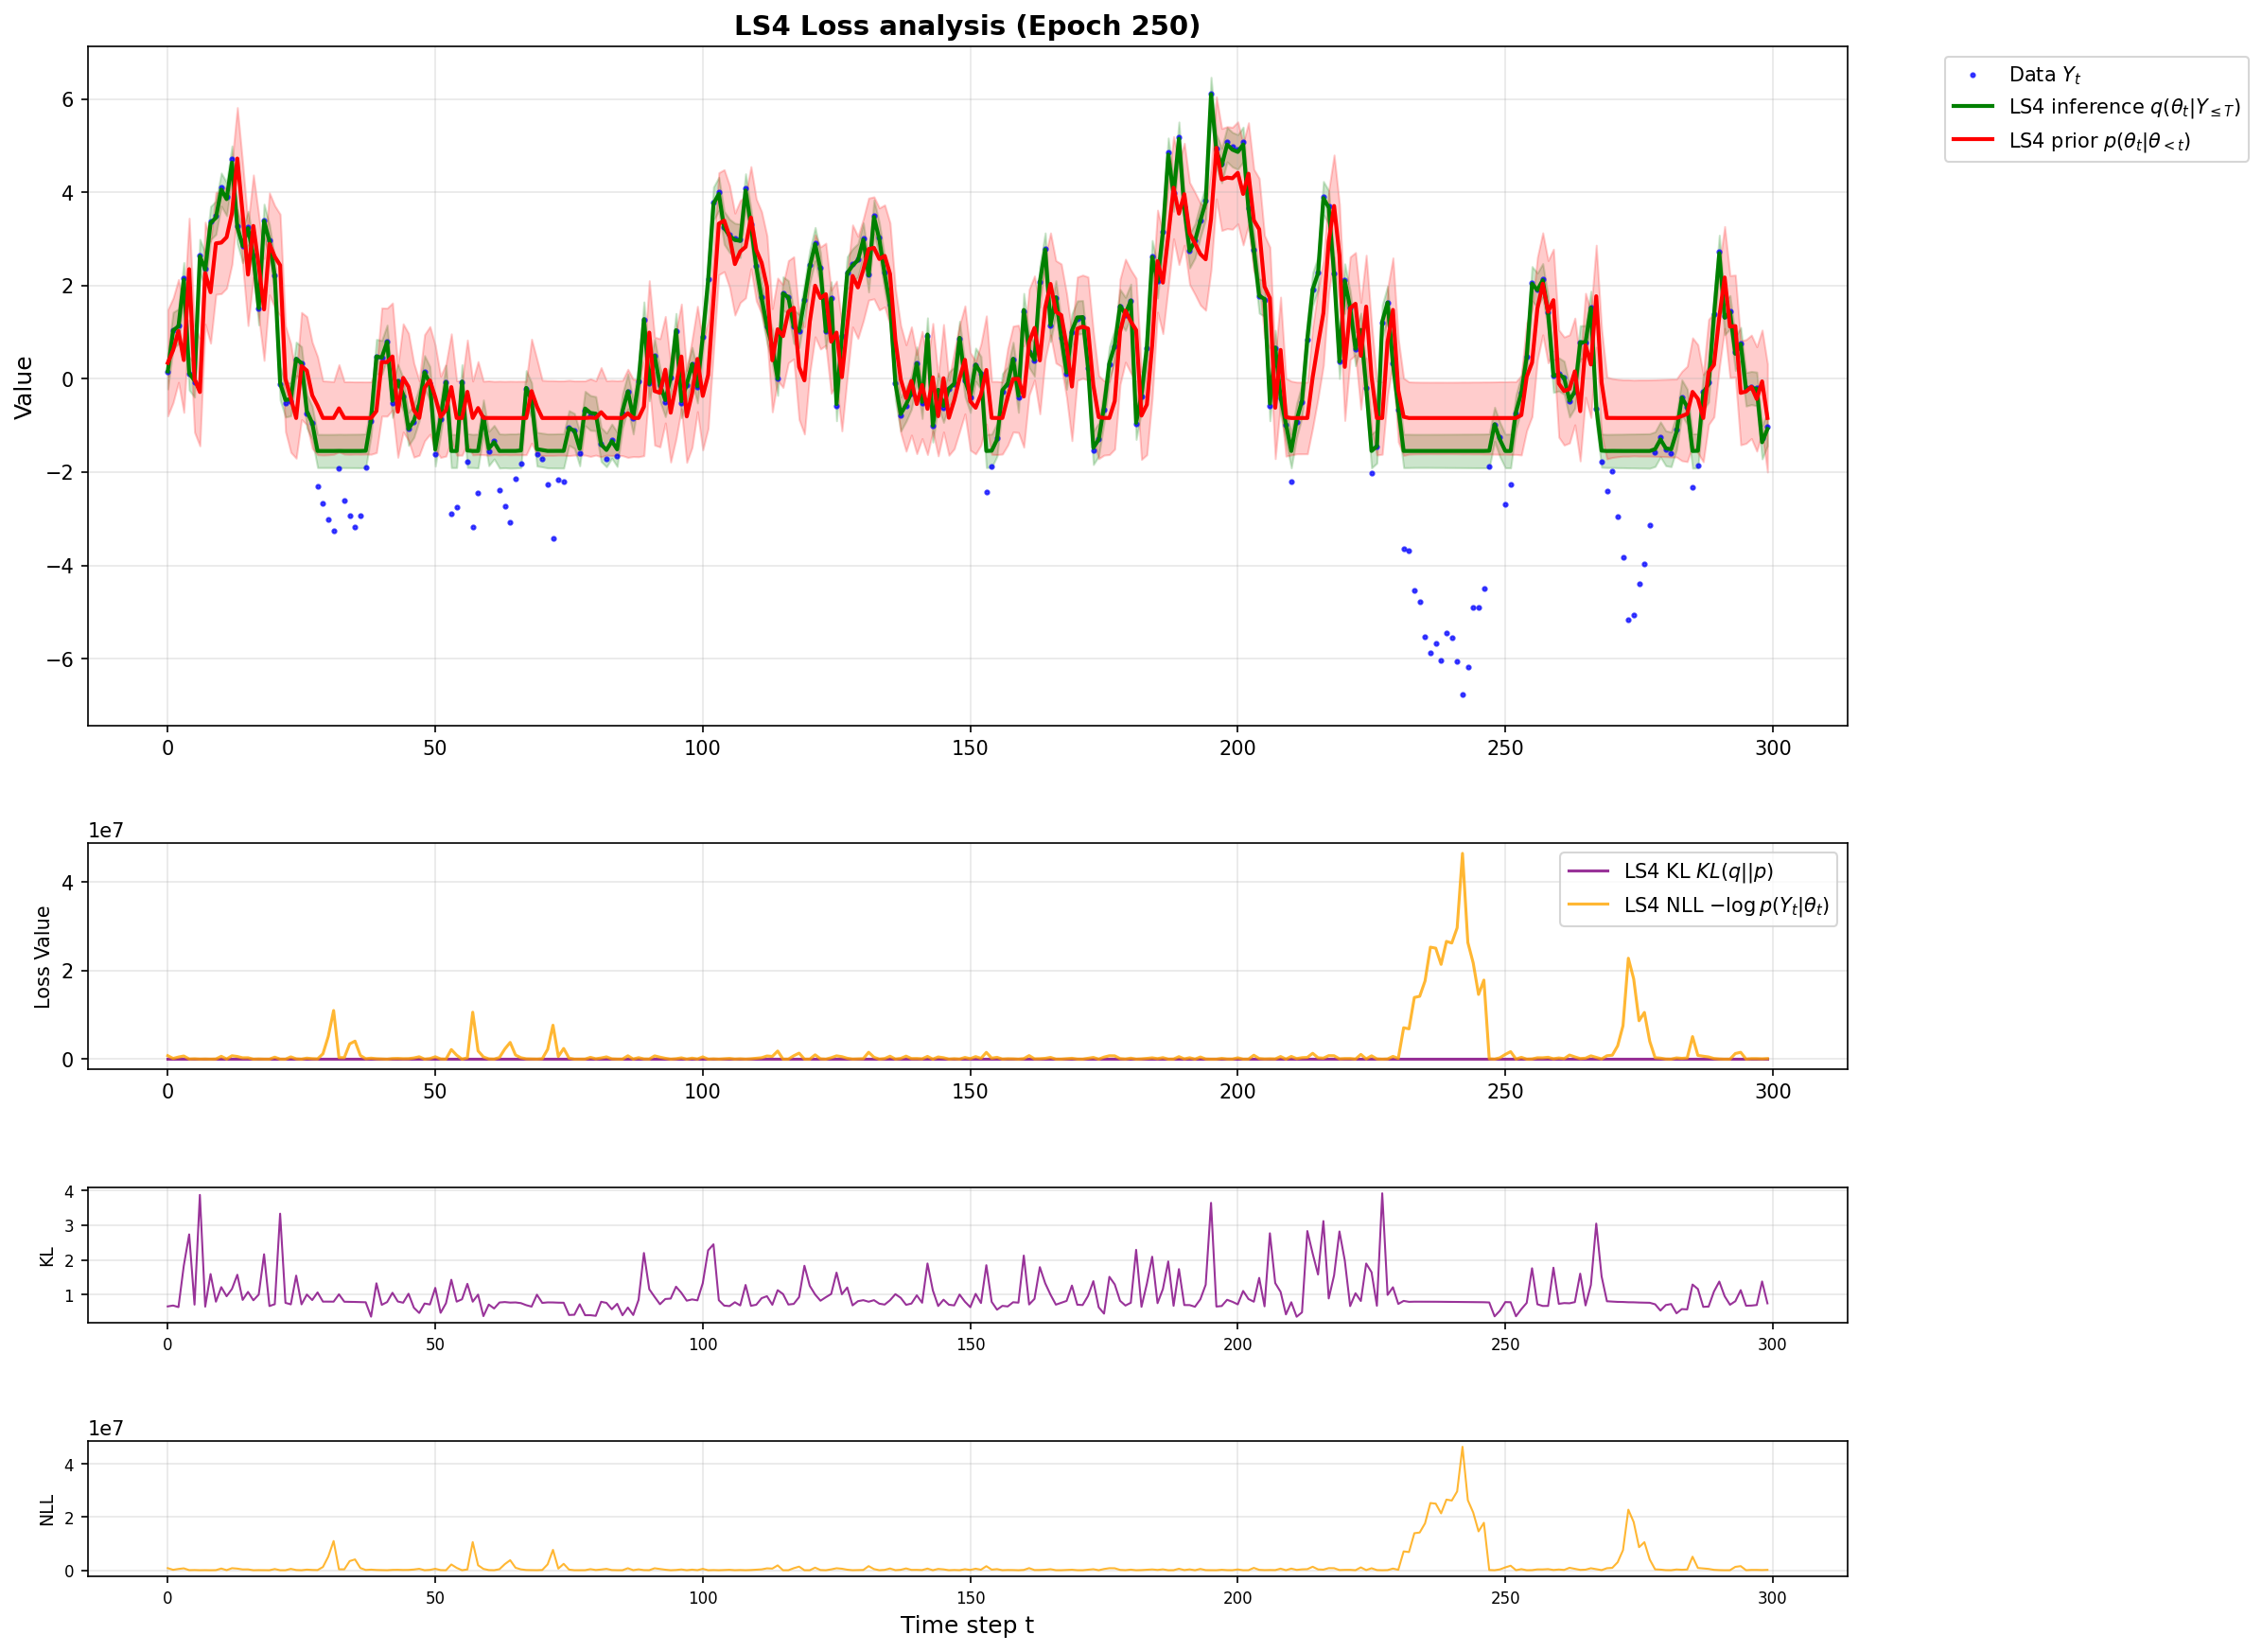 LS4 Loss analysis (Epoch 250)
Value
6
4
2
0
−2
−4
−6
0 50 100 150 200 250 300
Data Y_t
LS4 inference q(θ_t|Y_{≤T})
LS4 prior p(θ_t|θ_{<t})
1e7
Loss Value
4
2
0
0 50 100 150 200 250 300
LS4 KL KL(q||p)
LS4 NLL −log p(Y_t|θ_t)
KL
4
3
2
1
0 50 100 150 200 250 300
1e7
NLL
4
2
0
0 50 100 150 200 250 300
Time step t